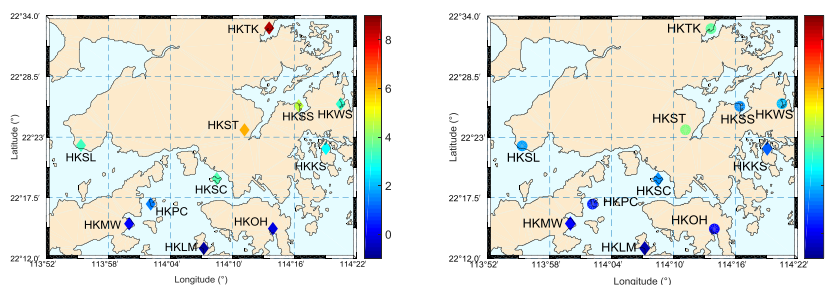 22°34.0'
22°28.5'
22°23.0'
22°17.5'
22°12.0'
Latitude (°)
113°52' 113°58' 114°04' 114°10' 114°16' 114°22'
Longitude (°)
HKTK
HKSS
HKWS
HKST
HKSL
HKKS
HKSC
HKPC
HKMW
HKOH
HKLM
8
6
4
2
0
22°34.0'
22°28.5'
22°23.0'
22°17.5'
22°12.0'
Latitude (°)
113°52' 113°58' 114°04' 114°10' 114°16' 114°22'
Longitude (°)
HKTK
HKSS
HKWS
HKST
HKSL
HKKS
HKSC
HKPC
HKMW
HKOH
HKLM